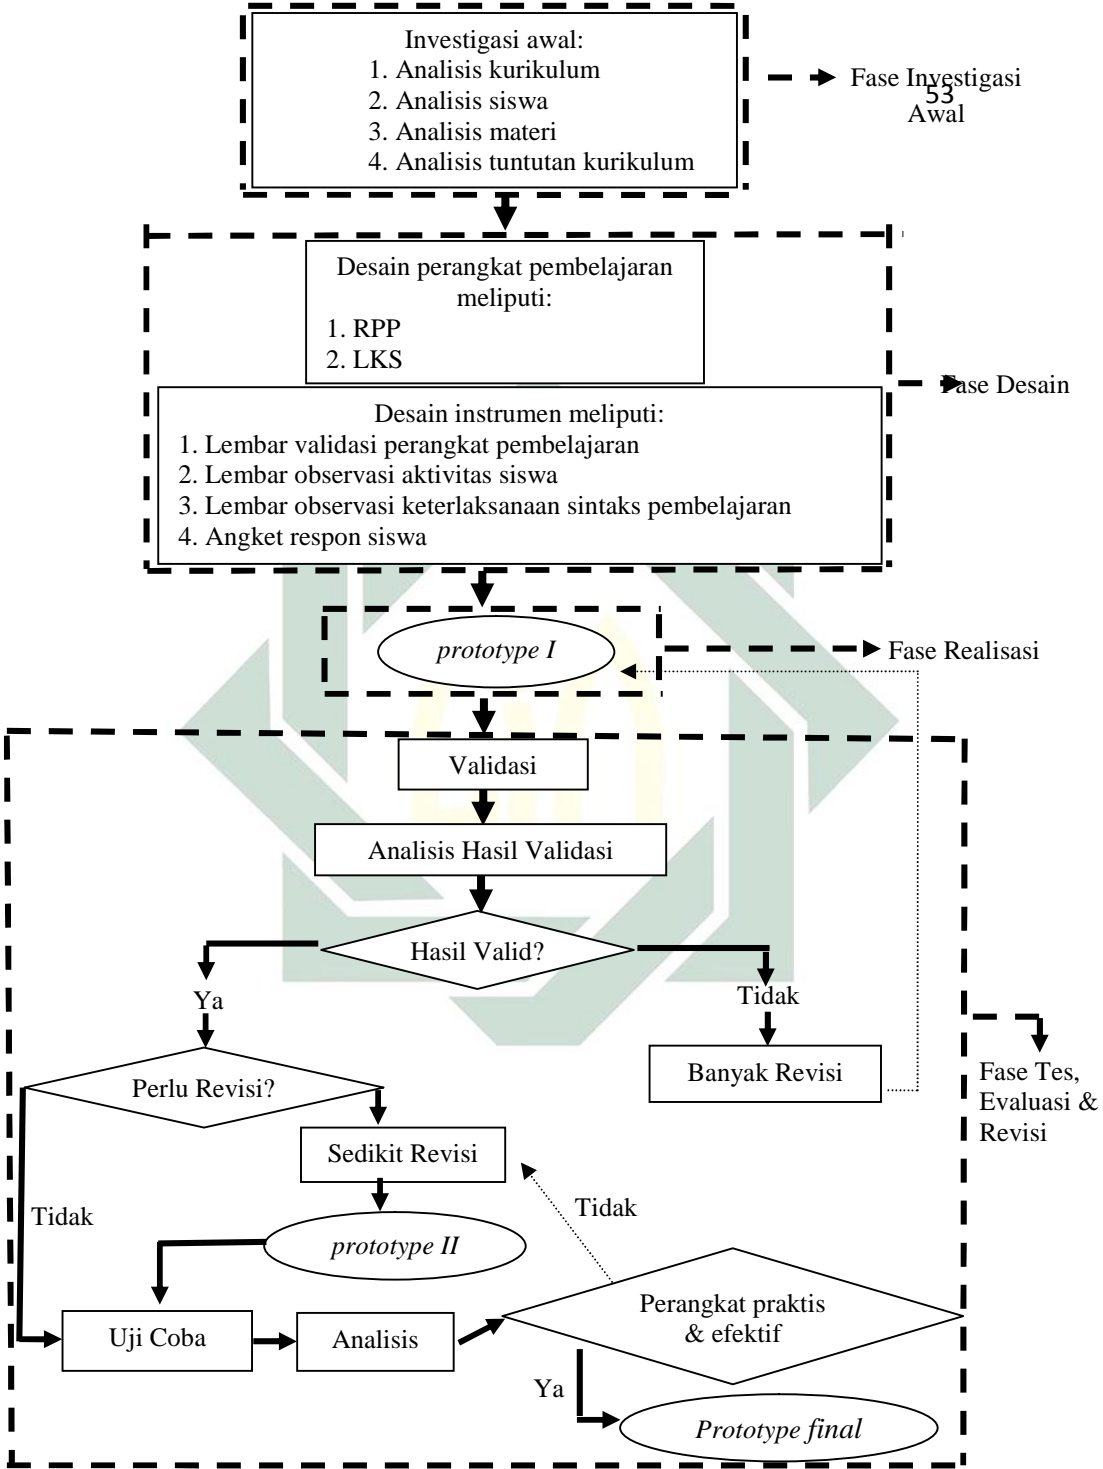 Investigasi awal:
1. Analisis kurikulum
2. Analisis siswa
3. Analisis materi
4. Analisis tuntutan kurikulum
Fase Investigasi
53
Awal
Desain perangkat pembelajaran
meliputi:
1. RPP
2. LKS
Desain instrumen meliputi:
1. Lembar validasi perangkat pembelajaran
2. Lembar observasi aktivitas siswa
3. Lembar observasi keterlaksanaan sintaks pembelajaran
4. Angket respon siswa
Fase Desain
prototype I
Fase Realisasi
Validasi
Analisis Hasil Validasi
Hasil Valid?
Ya
Tidak
Perlu Revisi?
Banyak Revisi
Fase Tes,
Evaluasi &
Revisi
Sedikit Revisi
Tidak
Tidak
prototype II
Perangkat praktis
& efektif
Uji Coba
Analisis
Ya
Prototype final